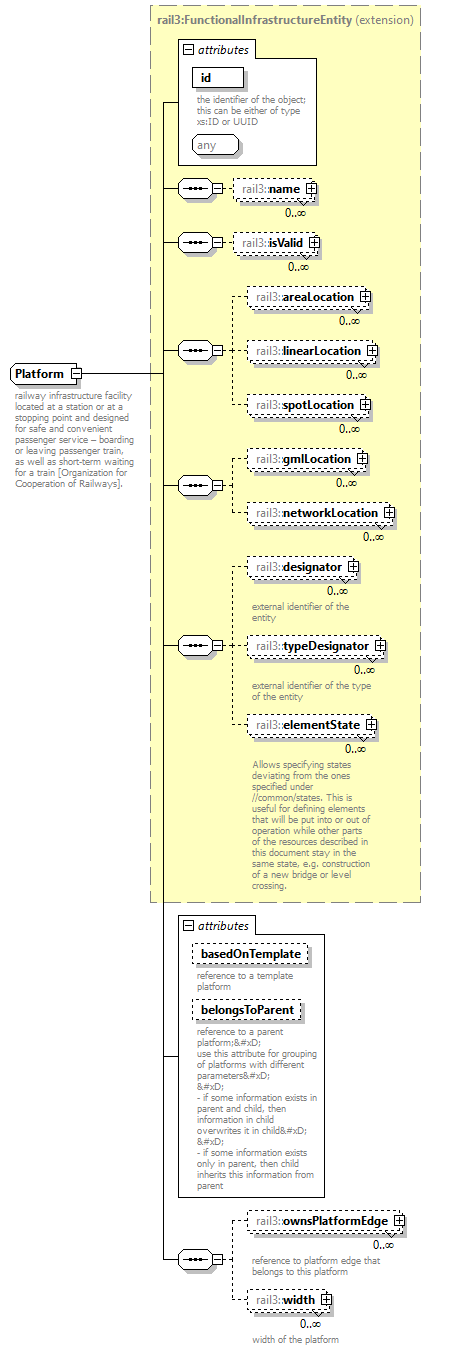 rail3:FunctionalInfrastructureEntity (extension)
attributes
id
the identifier of the object;
this can be either of type
xs:ID or UUID
any
rail3::name
0..∞
rail3::isValid
0..∞
rail3::areaLocation
0..∞
rail3::linearLocation
0..∞
rail3::spotLocation
0..∞
Platform
railway infrastructure facility
located at a station or at a
stopping point and designed
for safe and convenient
passenger service – boarding
or leaving passenger train,
as well as short-term waiting
for a train [Organization for
Cooperation of Railways].
rail3::gmlLocation
0..∞
rail3::networkLocation
0..∞
rail3::designator
0..∞
external identifier of the
entity
rail3::typeDesignator
0..∞
external identifier of the type
of the entity
rail3::elementState
0..∞
Allows specifying states
deviating from the ones
specified under
//common/states. This is
useful for defining elements
that will be put into or out of
operation while other parts
of the resources described in
this document stay in the
same state, e.g. construction
of a new bridge or level
crossing.
attributes
basedOnTemplate
reference to a template
platform
belongsToParent
reference to a parent
platform;&#xD;
use this attribute for grouping
of platforms with different
parameters&#xD;
&#xD;
- if some information exists in
parent and child, then
information in child
overwrites it in child&#xD;
&#xD;
- if some information exists
only in parent, then child
inherits this information from
parent
rail3::ownsPlatformEdge
0..∞
reference to platform edge that
belongs to this platform
rail3::width
0..∞
width of the platform